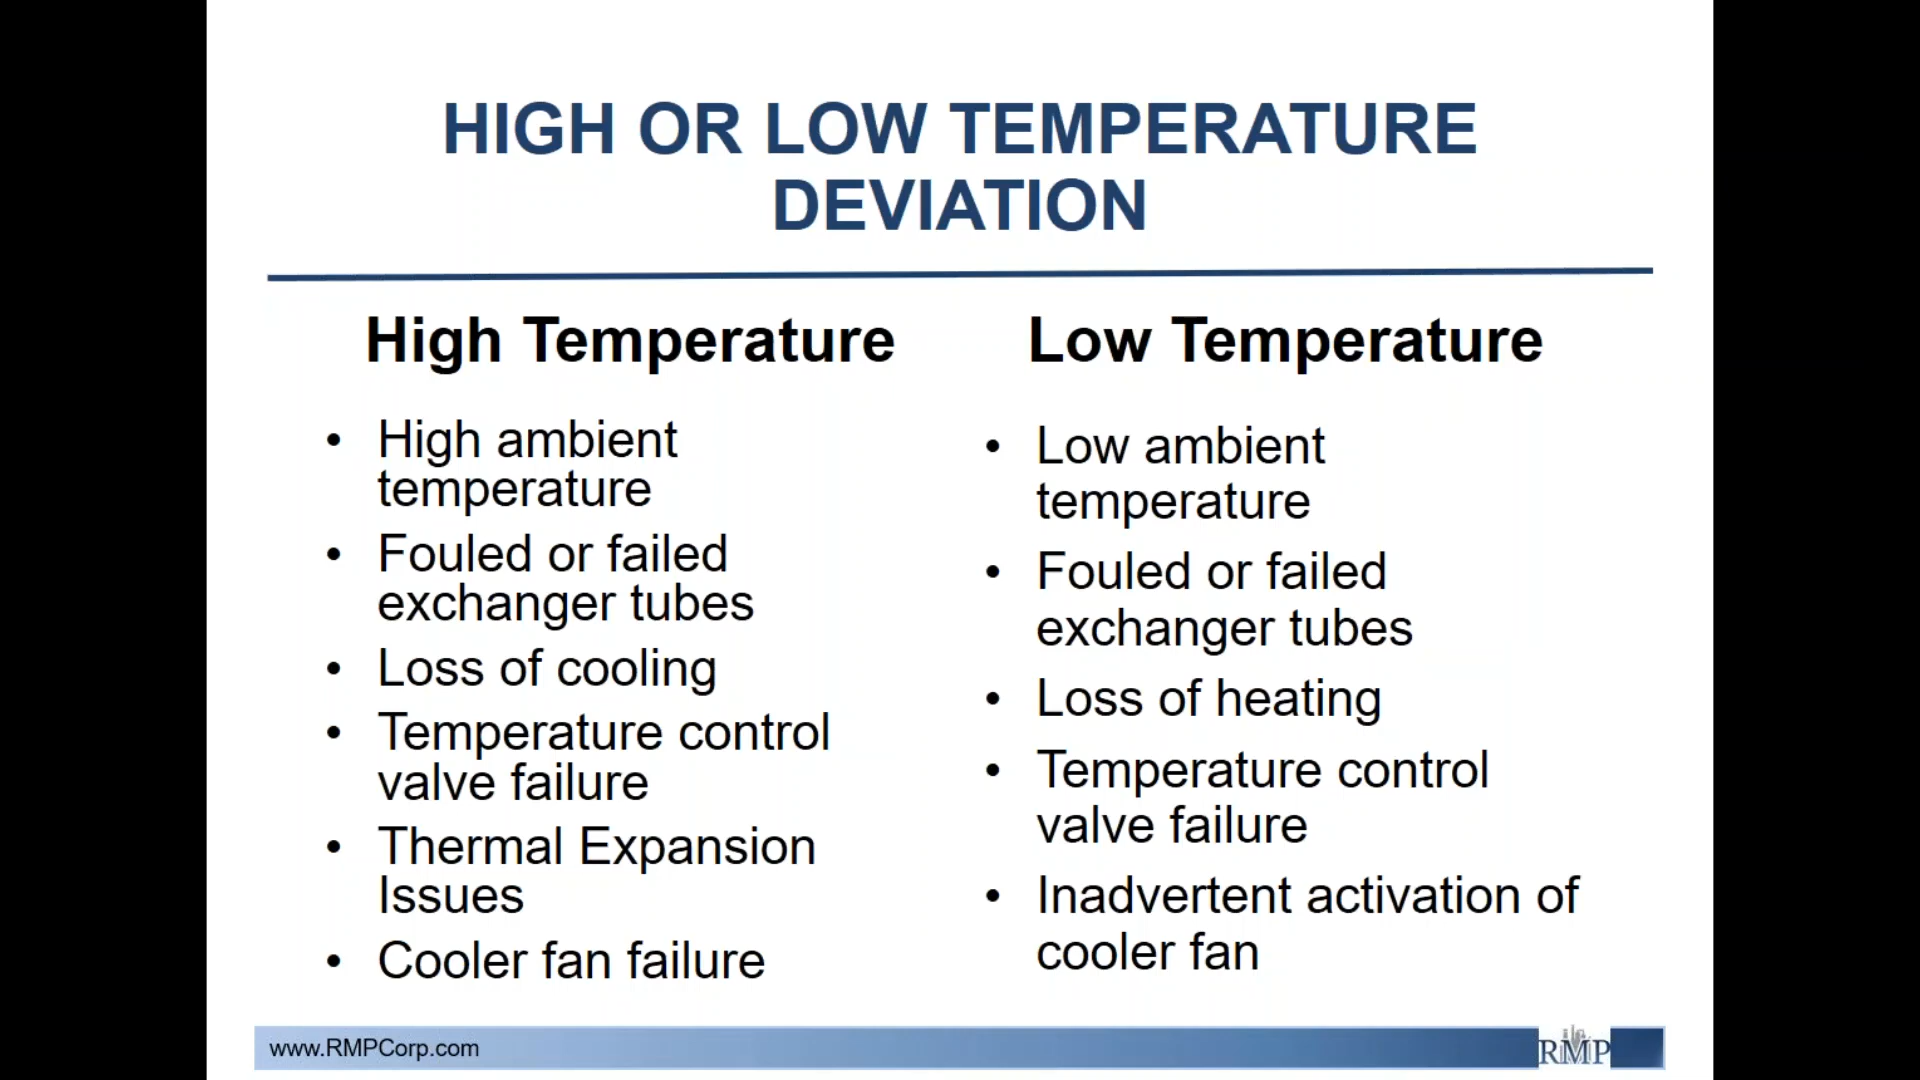 HIGH OR LOW TEMPERATURE
DEVIATION
High Temperature
• High ambient
temperature
• Fouled or failed
exchanger tubes
• Loss of cooling
• Temperature control
valve failure
• Thermal Expansion
Issues
• Cooler fan failure
Low Temperature
• Low ambient
temperature
• Fouled or failed
exchanger tubes
• Loss of heating
• Temperature control
valve failure
• Inadvertent activation of
cooler fan
www.RMPCorp.com
RMP